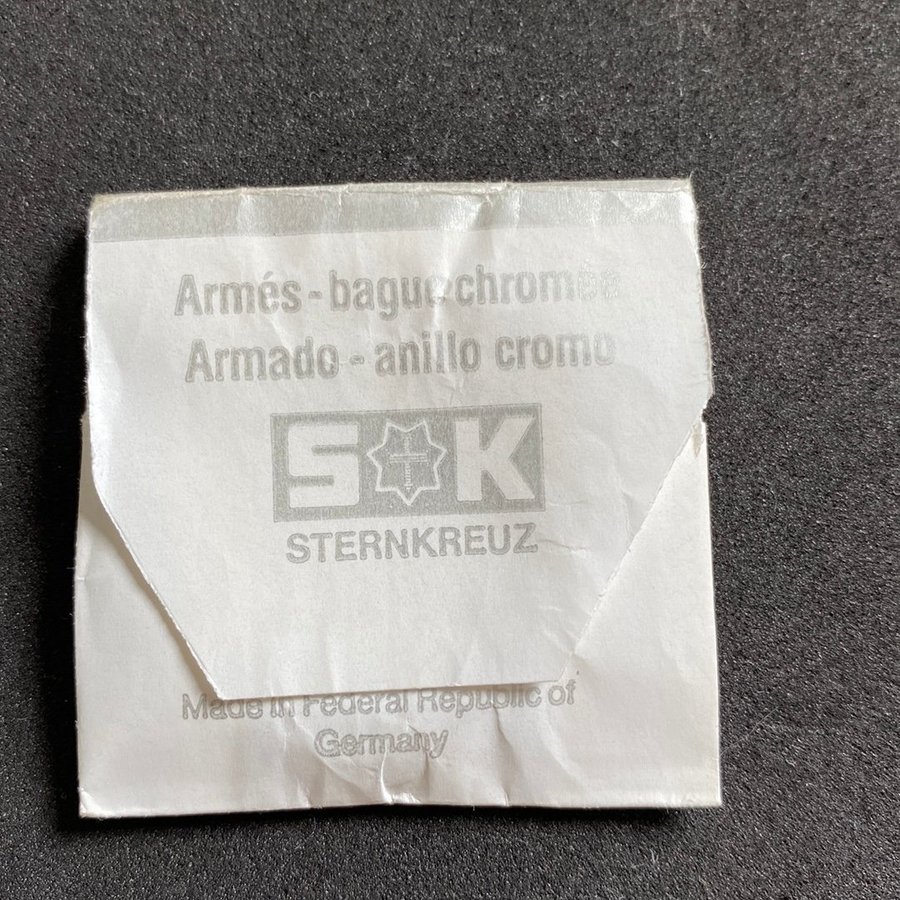 Armés - bague chromée
Armado - anillo cromo
S K
STERNKREUZ
Made in Federal Republic of
Germany